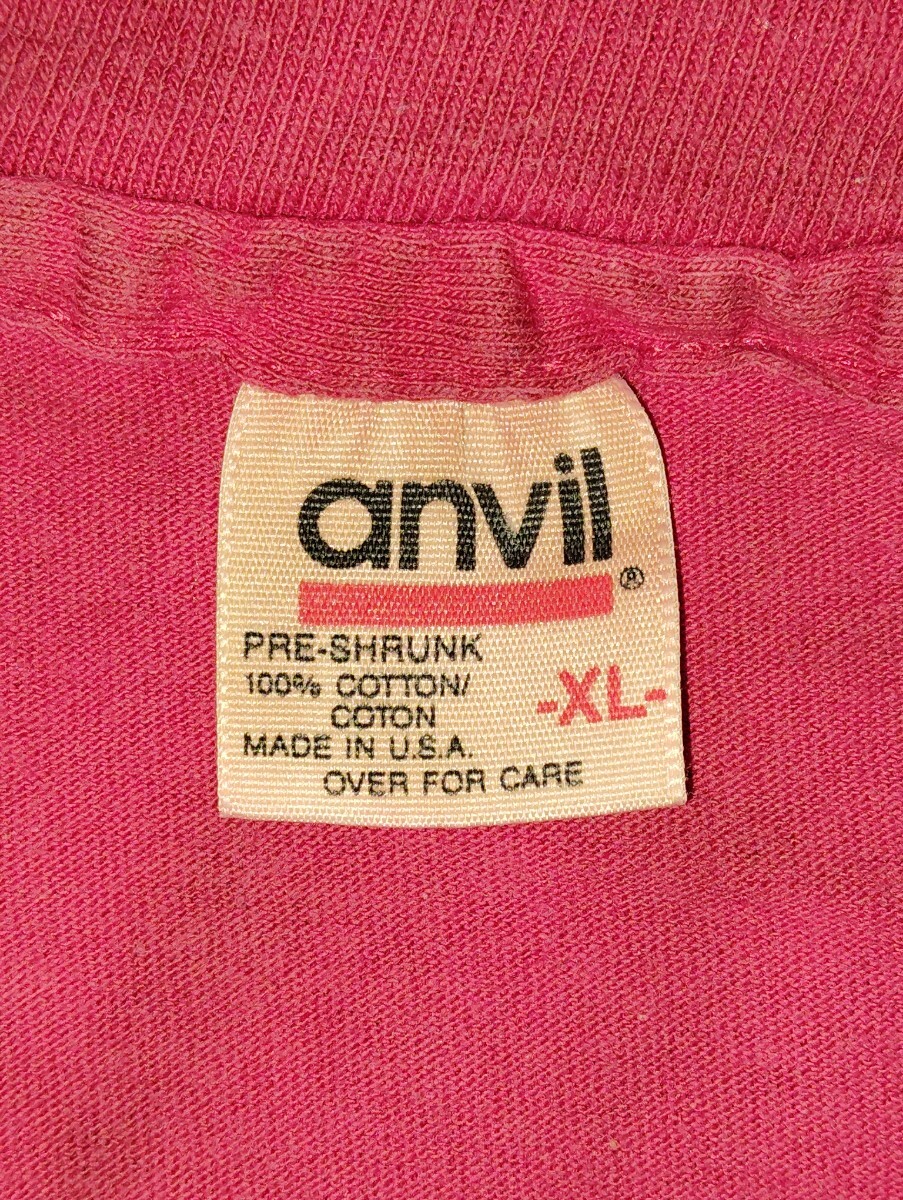 anvil®
PRE-SHRUNK
100% COTTON/
COTON
-XL-
MADE IN U.S.A.
OVER FOR CARE